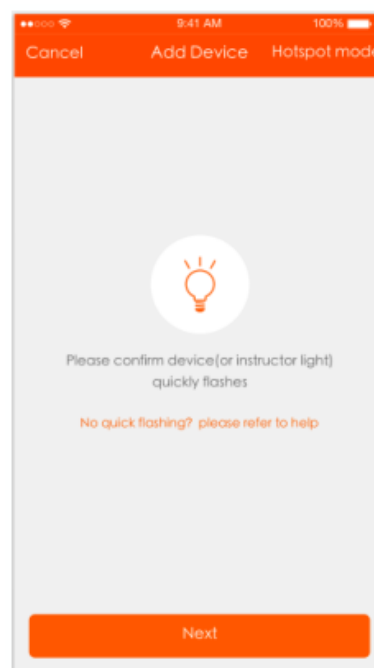 9:41 AM 100%
Cancel Add Device Hotspot mode
Please confirm device(or instructor light)
quickly flashes
No quick flashing? please refer to help
Next